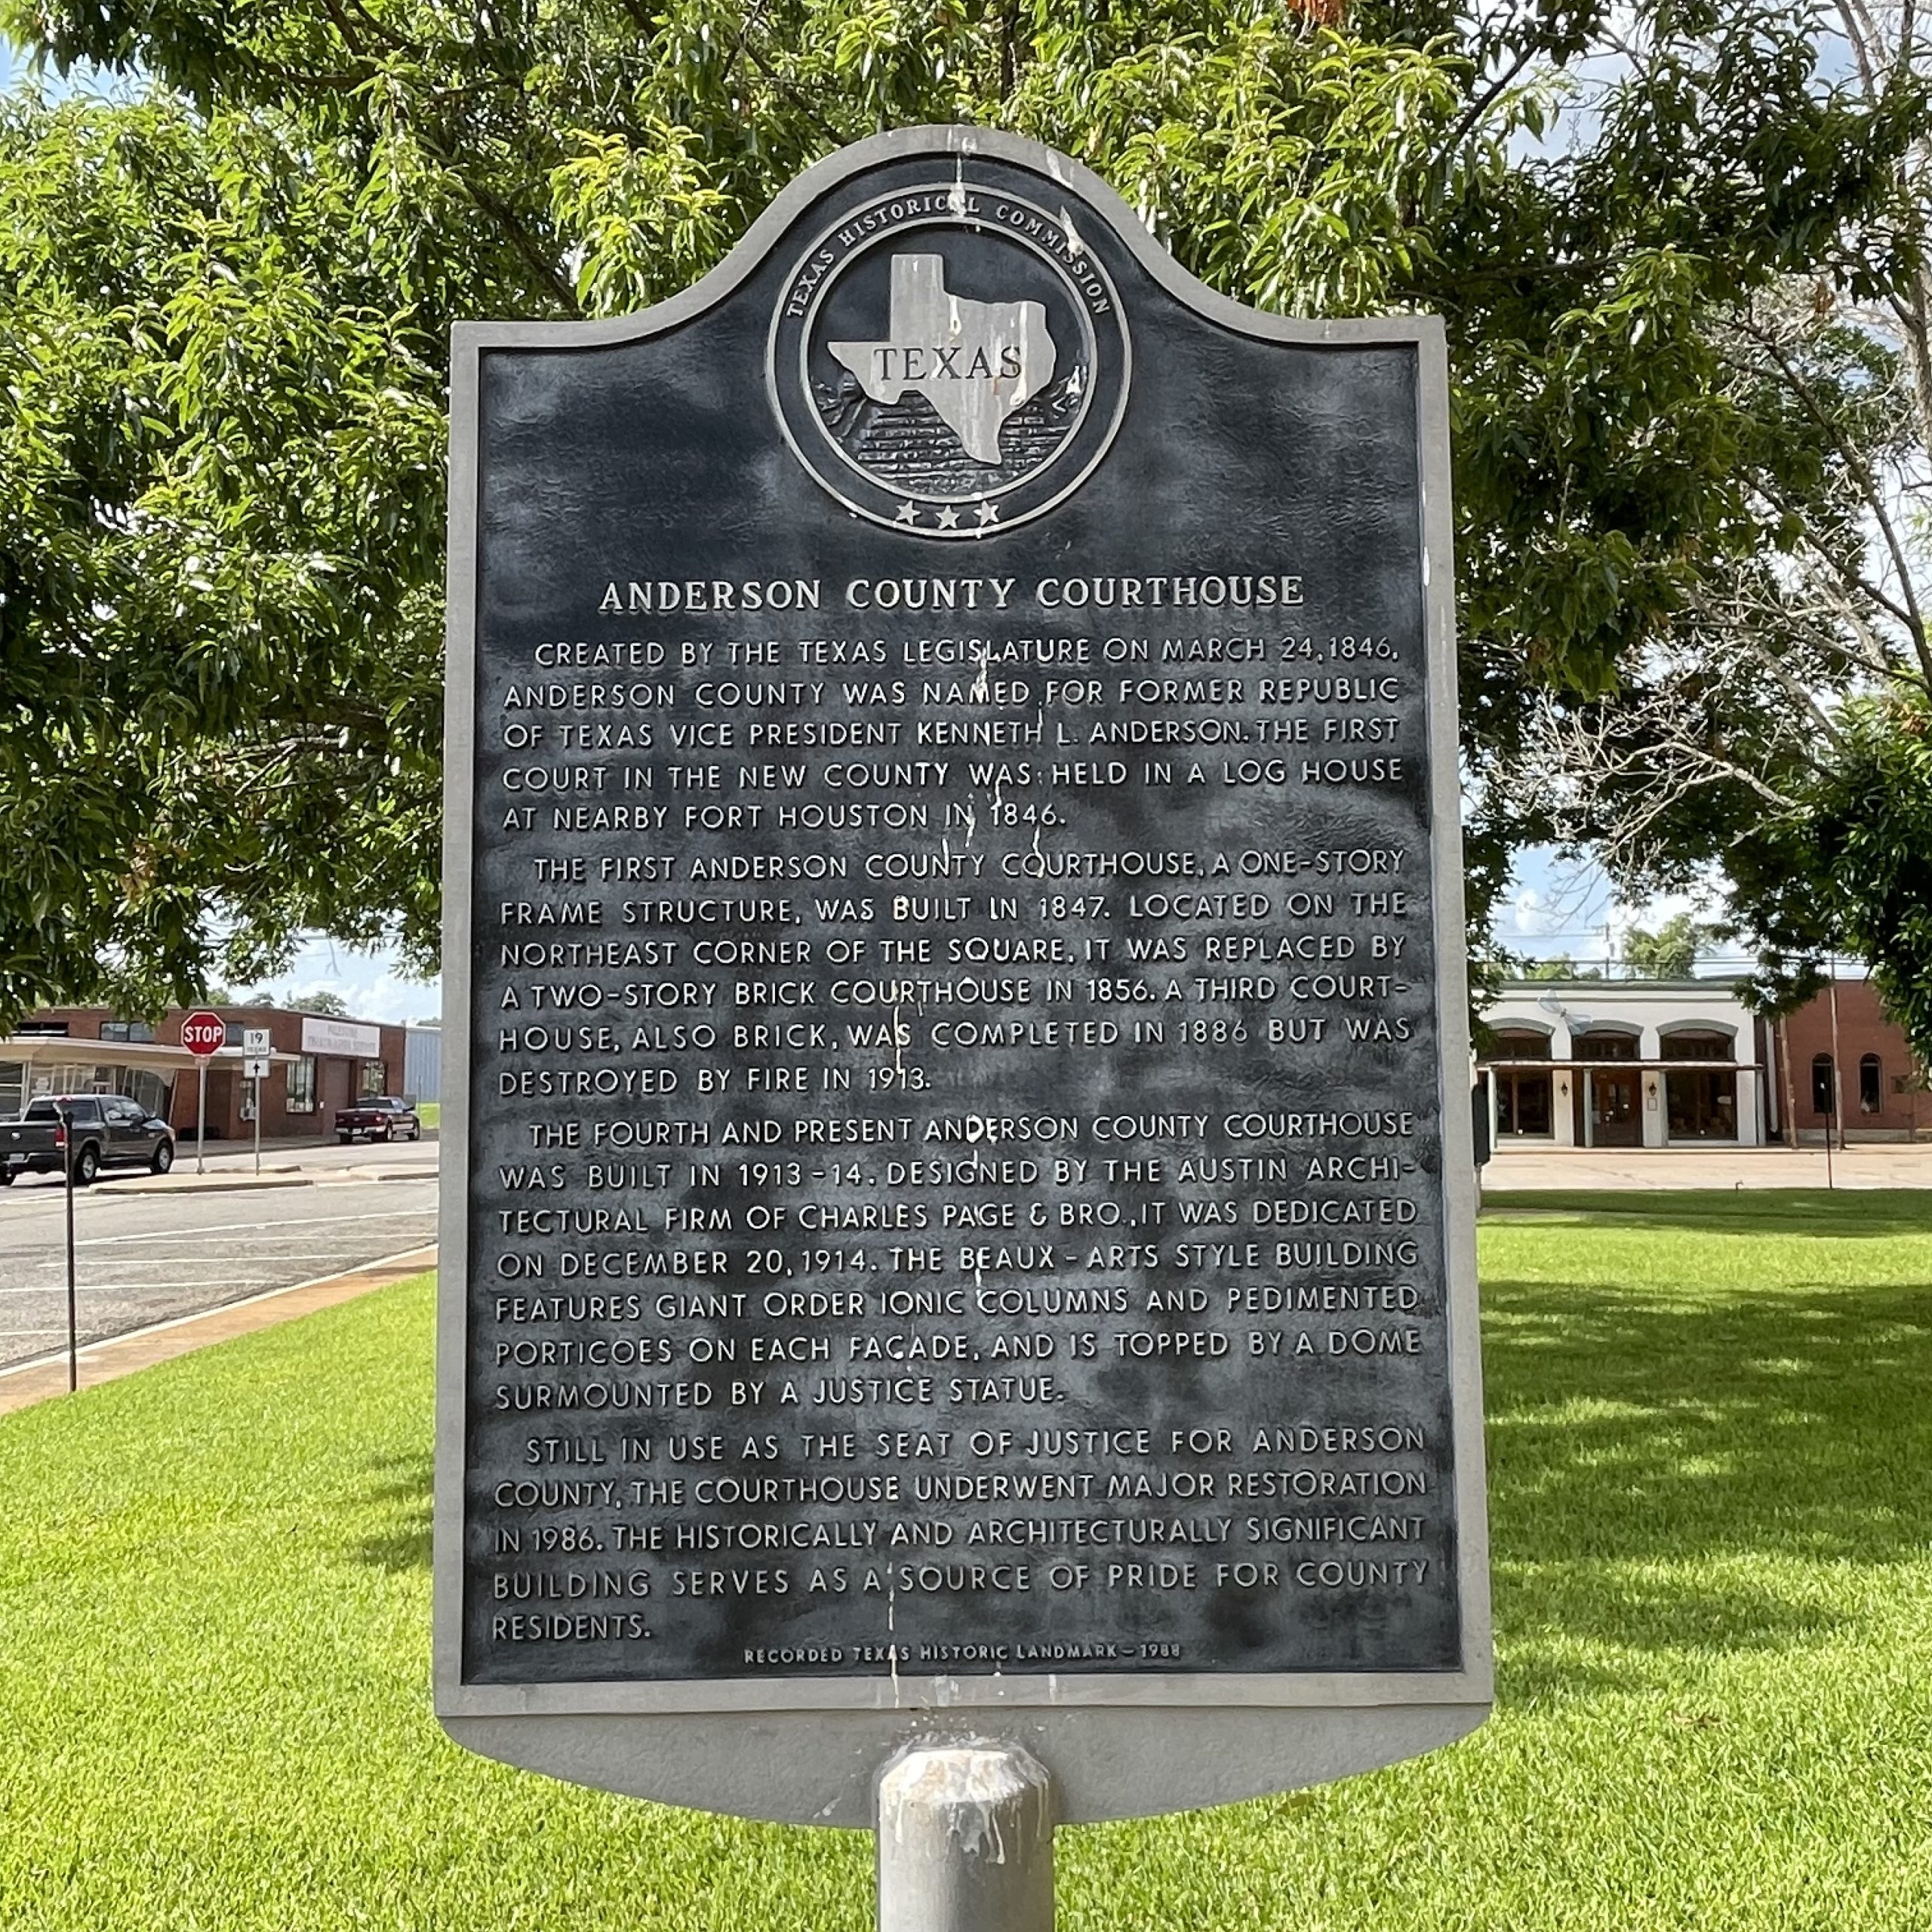 TEXAS HISTORICAL COMMISSION
TEXAS
ANDERSON COUNTY COURTHOUSE
CREATED BY THE TEXAS LEGISLATURE ON MARCH 24, 1846,
ANDERSON COUNTY WAS NAMED FOR FORMER REPUBLIC
OF TEXAS VICE PRESIDENT KENNETH L. ANDERSON. THE FIRST
COURT IN THE NEW COUNTY WAS HELD IN A LOG HOUSE
AT NEARBY FORT HOUSTON IN 1846.
THE FIRST ANDERSON COUNTY COURTHOUSE, A ONE-STORY
FRAME STRUCTURE, WAS BUILT IN 1847. LOCATED ON THE
NORTHEAST CORNER OF THE SQUARE, IT WAS REPLACED BY
A TWO-STORY BRICK COURTHOUSE IN 1856. A THIRD COURT-
HOUSE, ALSO BRICK, WAS COMPLETED IN 1886 BUT WAS
DESTROYED BY FIRE IN 1913.
THE FOURTH AND PRESENT ANDERSON COUNTY COURTHOUSE
WAS BUILT IN 1913-14. DESIGNED BY THE AUSTIN ARCHI-
TECTURAL FIRM OF CHARLES PAGE & BRO., IT WAS DEDICATED
ON DECEMBER 20, 1914. THE BEAUX-ARTS STYLE BUILDING
FEATURES GIANT ORDER IONIC COLUMNS AND PEDIMENTED
PORTICOES ON EACH FAÇADE, AND IS TOPPED BY A DOME
SURMOUNTED BY A JUSTICE STATUE.
STILL IN USE AS THE SEAT OF JUSTICE FOR ANDERSON
COUNTY, THE COURTHOUSE UNDERWENT MAJOR RESTORATION
IN 1986. THE HISTORICALLY AND ARCHITECTURALLY SIGNIFICANT
BUILDING SERVES AS A SOURCE OF PRIDE FOR COUNTY
RESIDENTS.
RECORDED TEXAS HISTORIC LANDMARK-1988
STOP
19